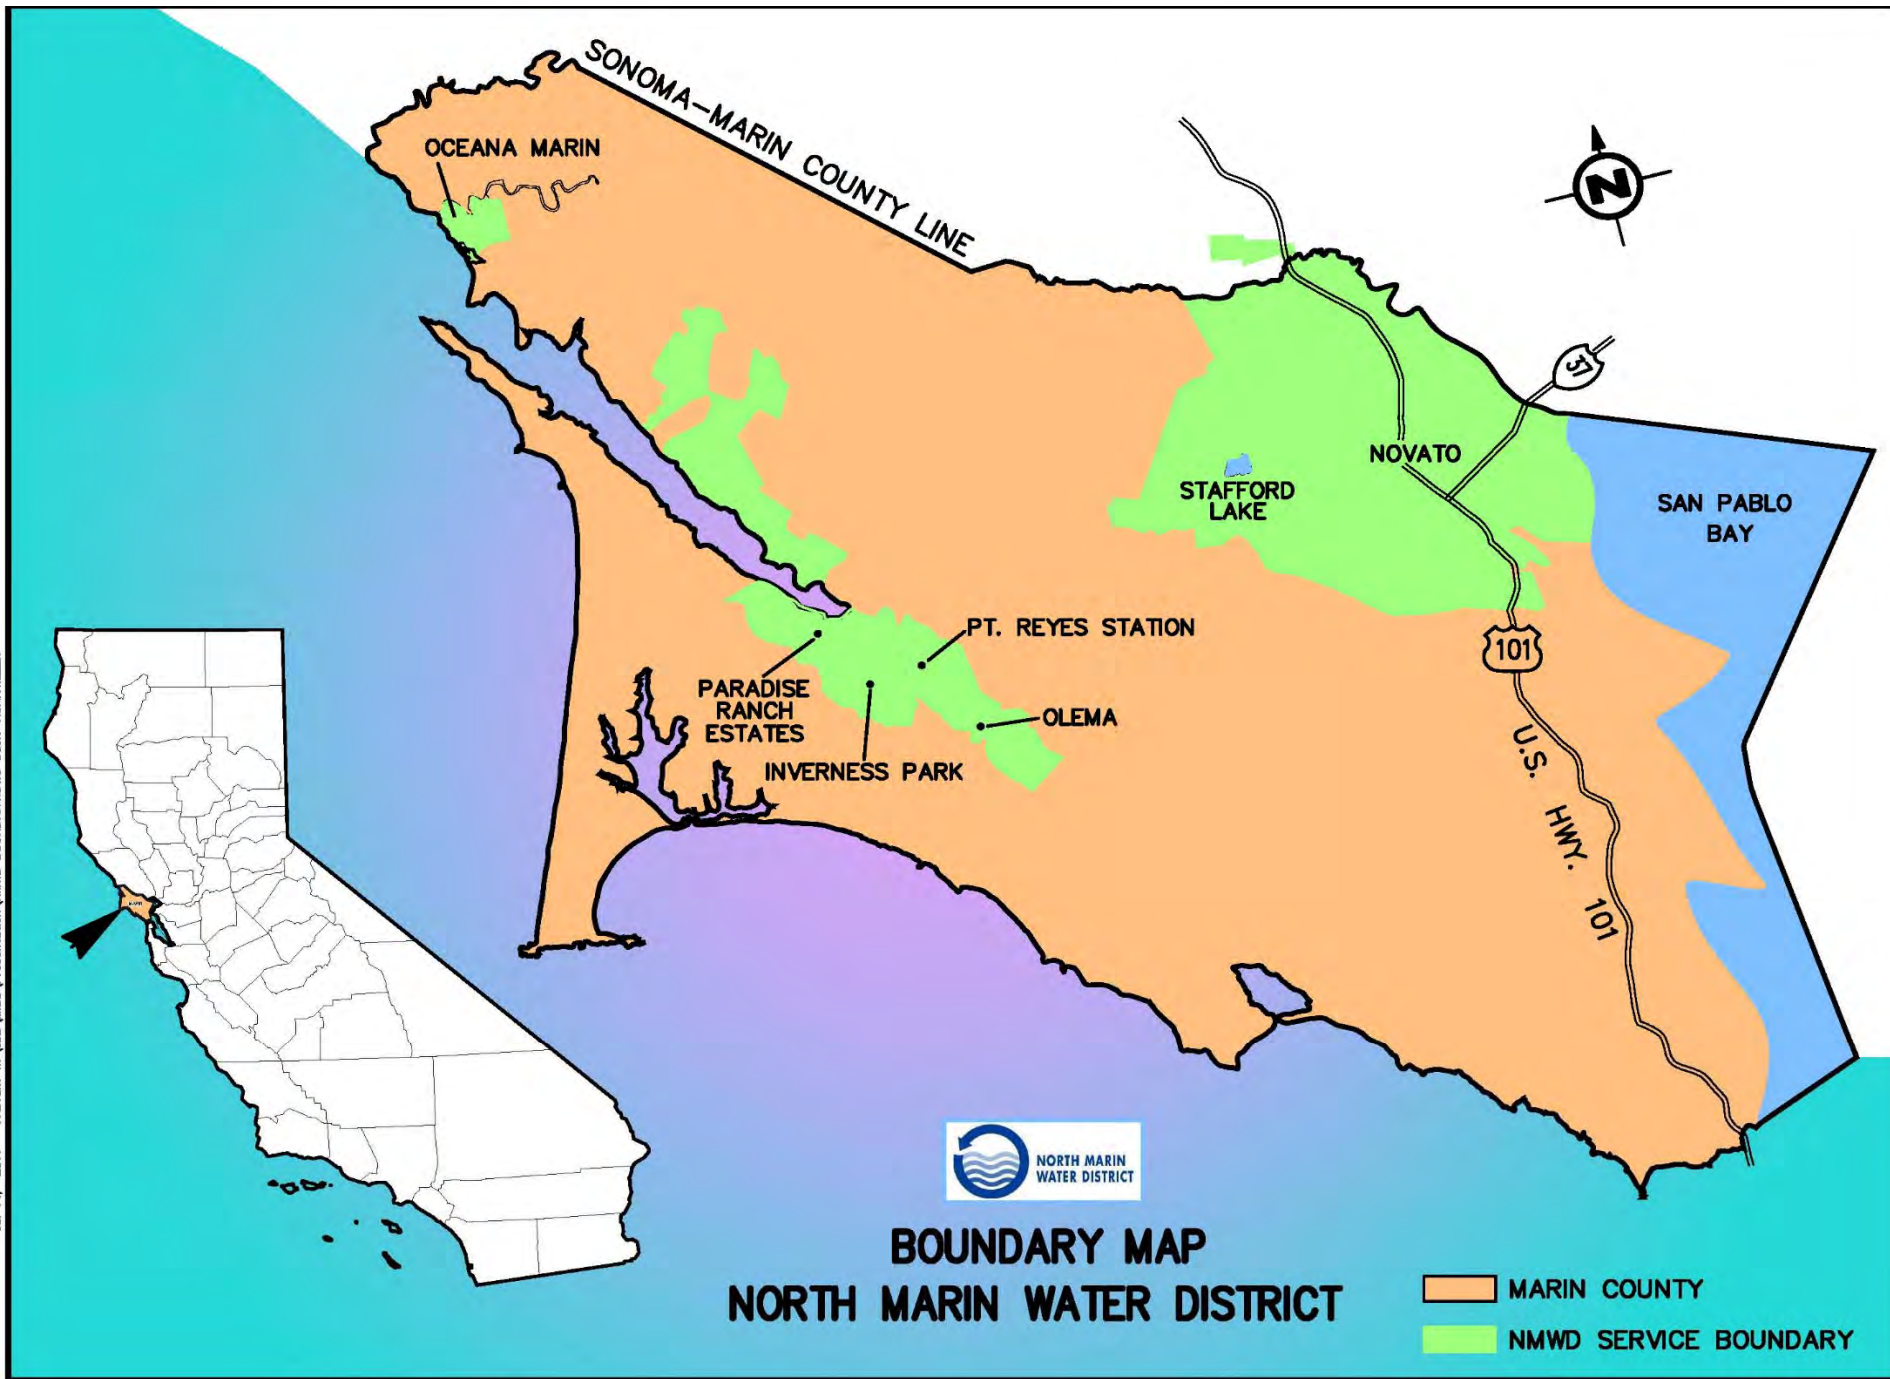 SONOMA-MARIN COUNTY LINE
OCEANA MARIN
N
37
NOVATO
STAFFORD
LAKE
SAN PABLO
BAY
PT. REYES STATION
101
PARADISE
RANCH
ESTATES
OLEMA
INVERNESS PARK
U.S. HWY. 101
NORTH MARIN
WATER DISTRICT
BOUNDARY MAP
NORTH MARIN WATER DISTRICT
MARIN COUNTY
NMWD SERVICE BOUNDARY